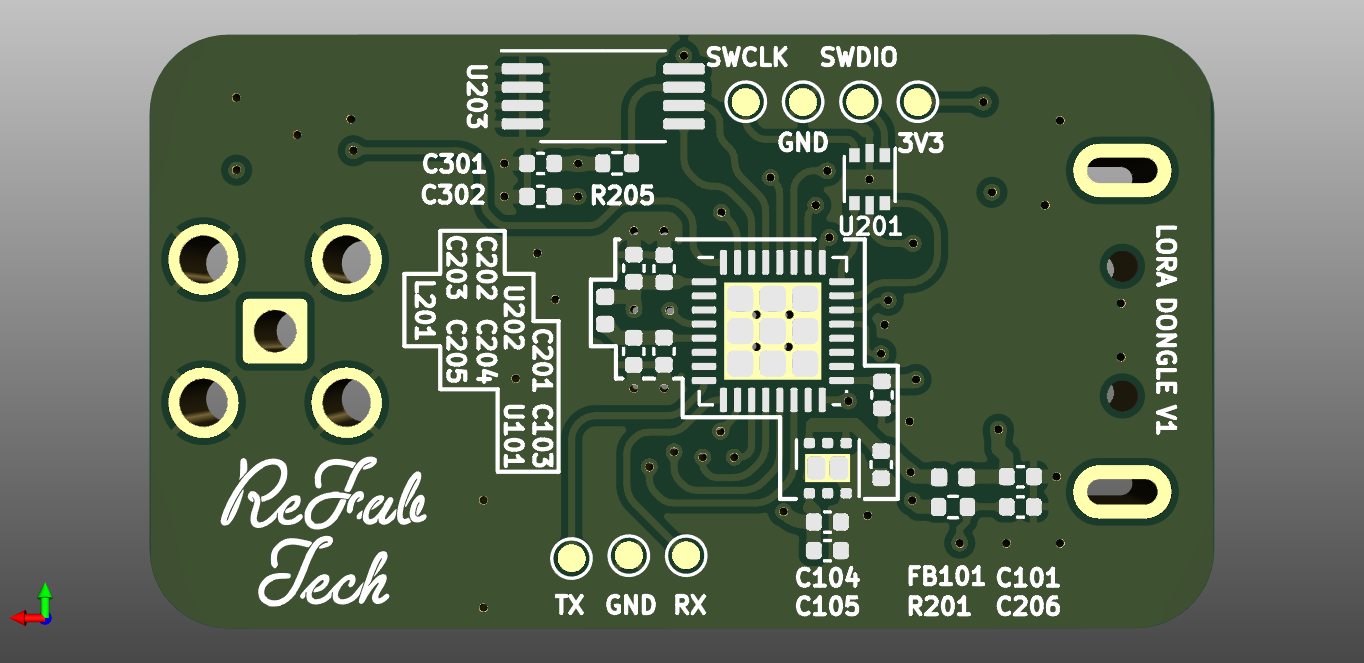 SWCLK SWDIO
U203
GND 3V3
C301
C302 R205
U201
C203 C202
L201 U202
C205 C204 C201
U101 C103
LORA DONGLE V1
ReFab
Tech
TX GND RX
C104 FB101 C101
C105 R201 C206